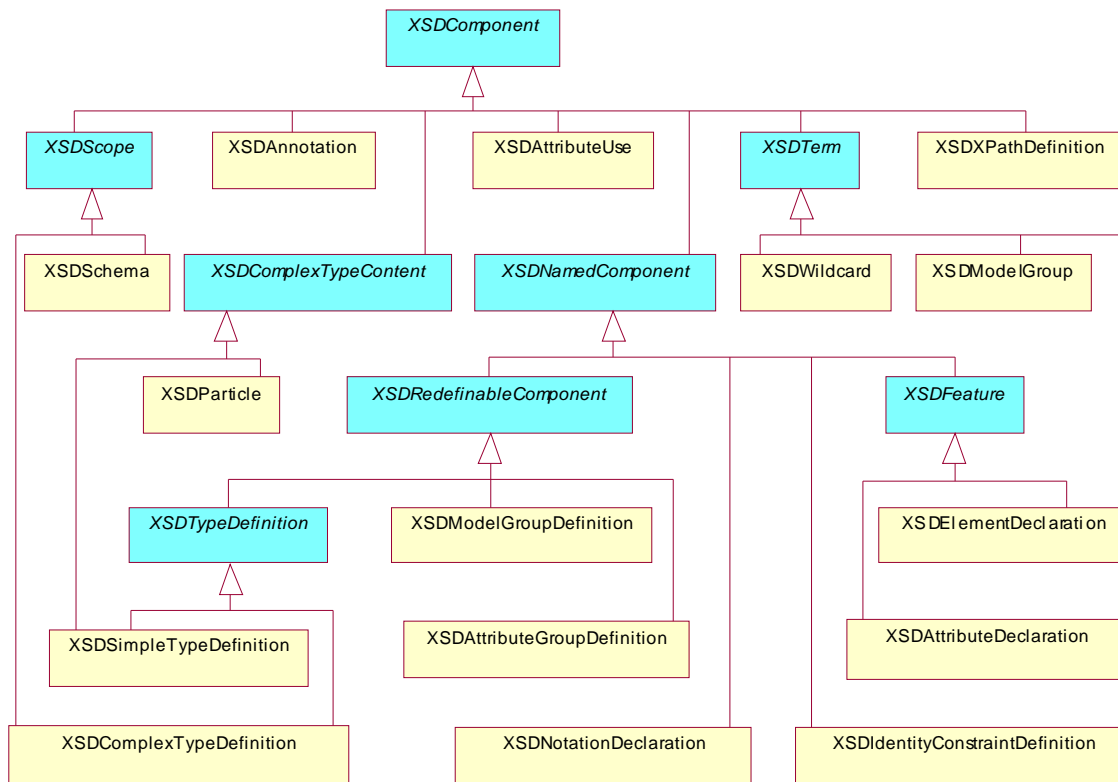 XSDComponent
XSDScope
XSDAnnotation
XSDAttributeUse
XSDTerm
XSDXPathDefinition
XSDSchema
XSDComplexTypeContent
XSDNamedComponent
XSDWildcard
XSDModelGroup
XSDParticle
XSDRedefinableComponent
XSDFeature
XSDTypeDefinition
XSDModelGroupDefinition
XSDElementDeclaration
XSDSimpleTypeDefinition
XSDAttributeGroupDefinition
XSDAttributeDeclaration
XSDComplexTypeDefinition
XSDNotationDeclaration
XSDIdentityConstraintDefinition